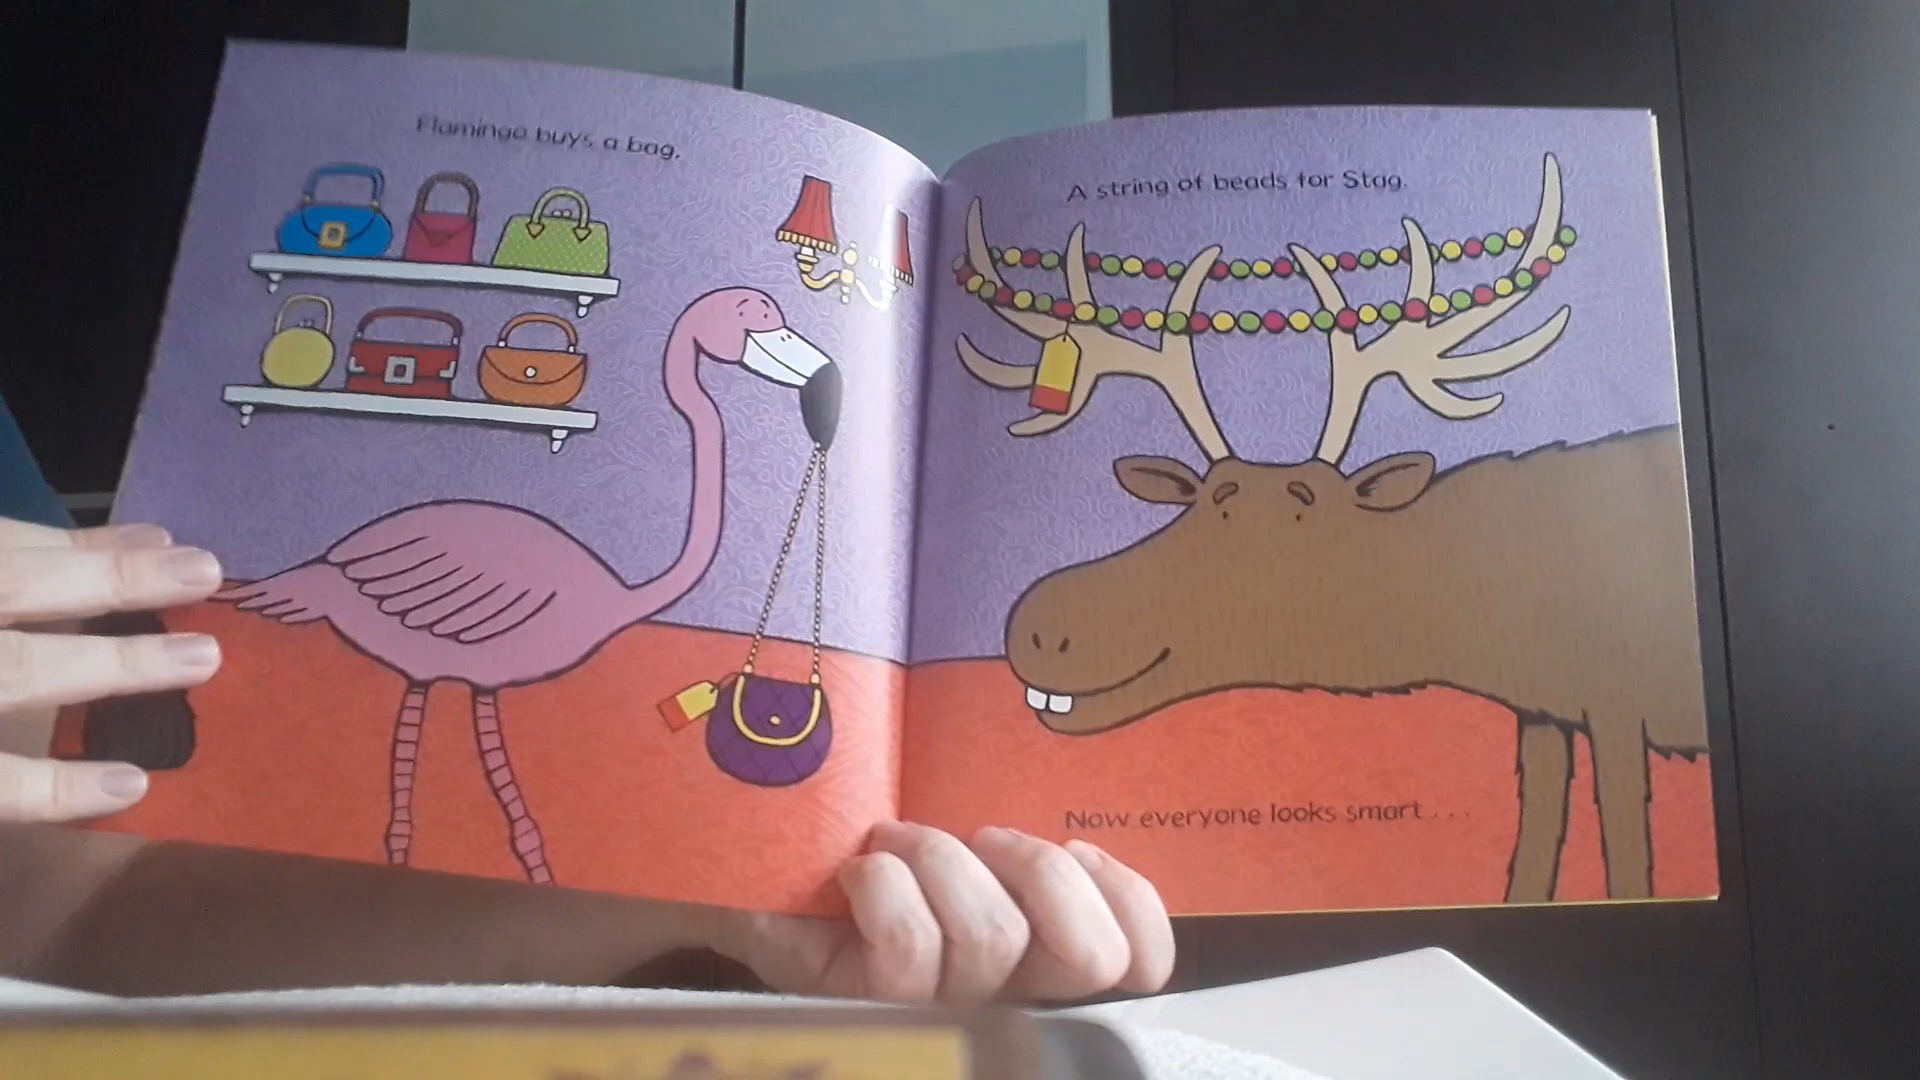 Flamingo buys a bag.
A string of beads for Stag.
Now everyone looks smart . . .